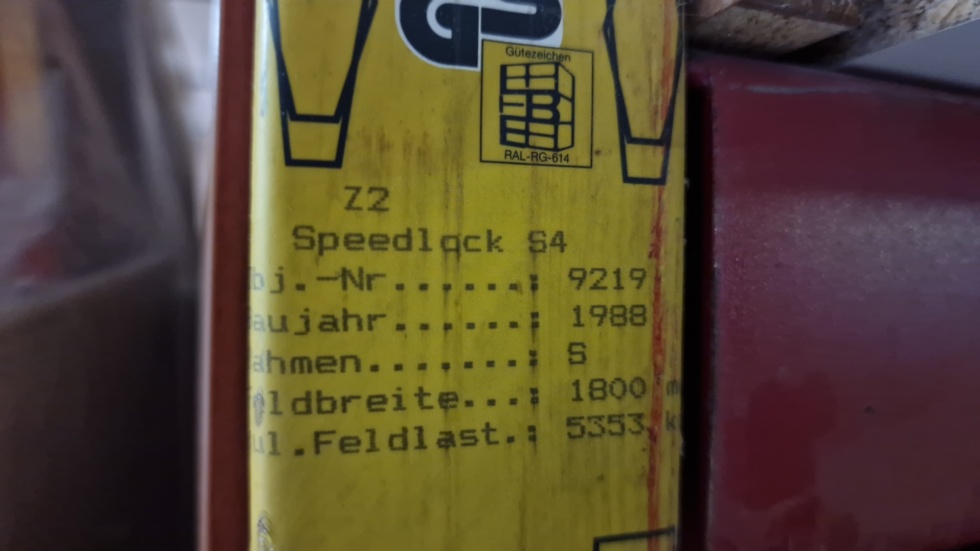 Gütezeichen
RAL-RG-614
Z2
Speedlock S4
bj.-Nr......: 9219
aujahr......: 1988
ahmen.......: S
ldbreite...: 1800 m
ul.Feldlast.: 5353 k